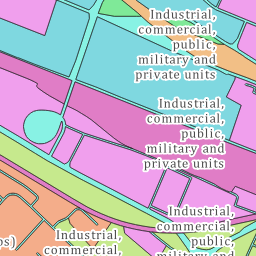 Industrial,
commercial,
public,
military and
private units
Industrial,
commercial,
public,
military and
private units
Industrial,
commercial,
public,
military and
Industrial,
commercial,
os)